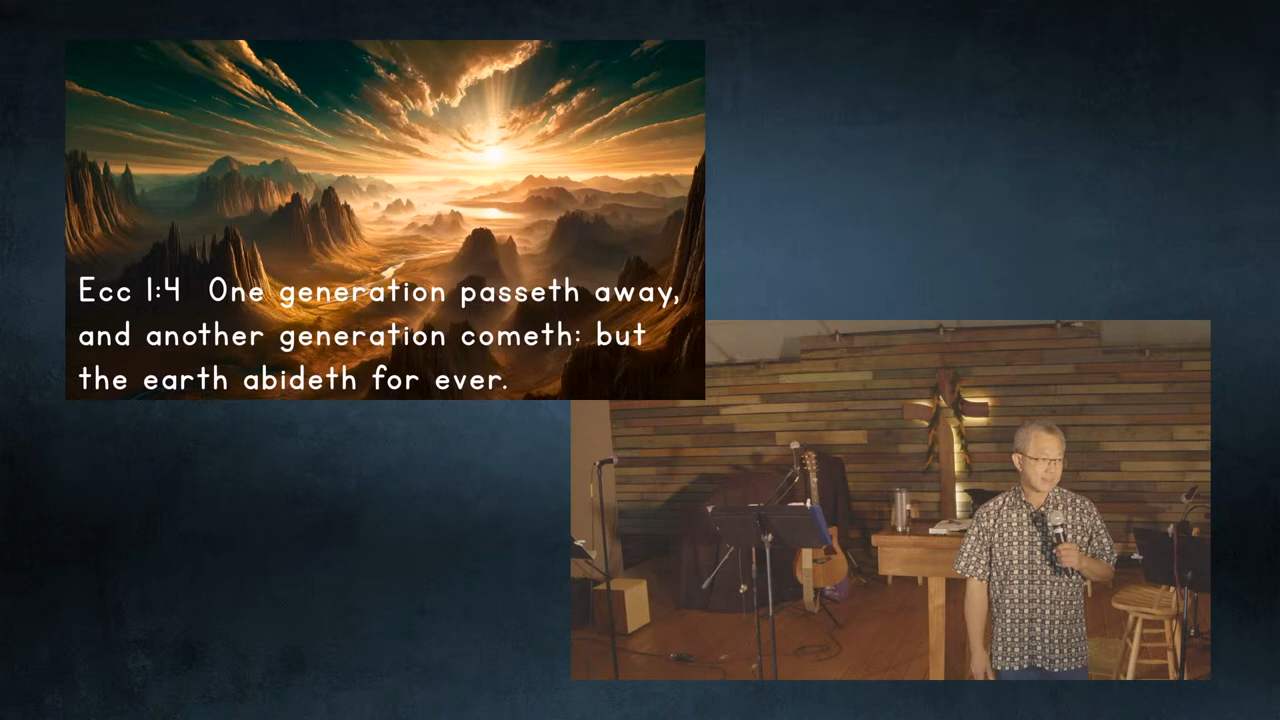 Ecc 1:4  One generation passeth away,
and another generation cometh: but
the earth abideth for ever.